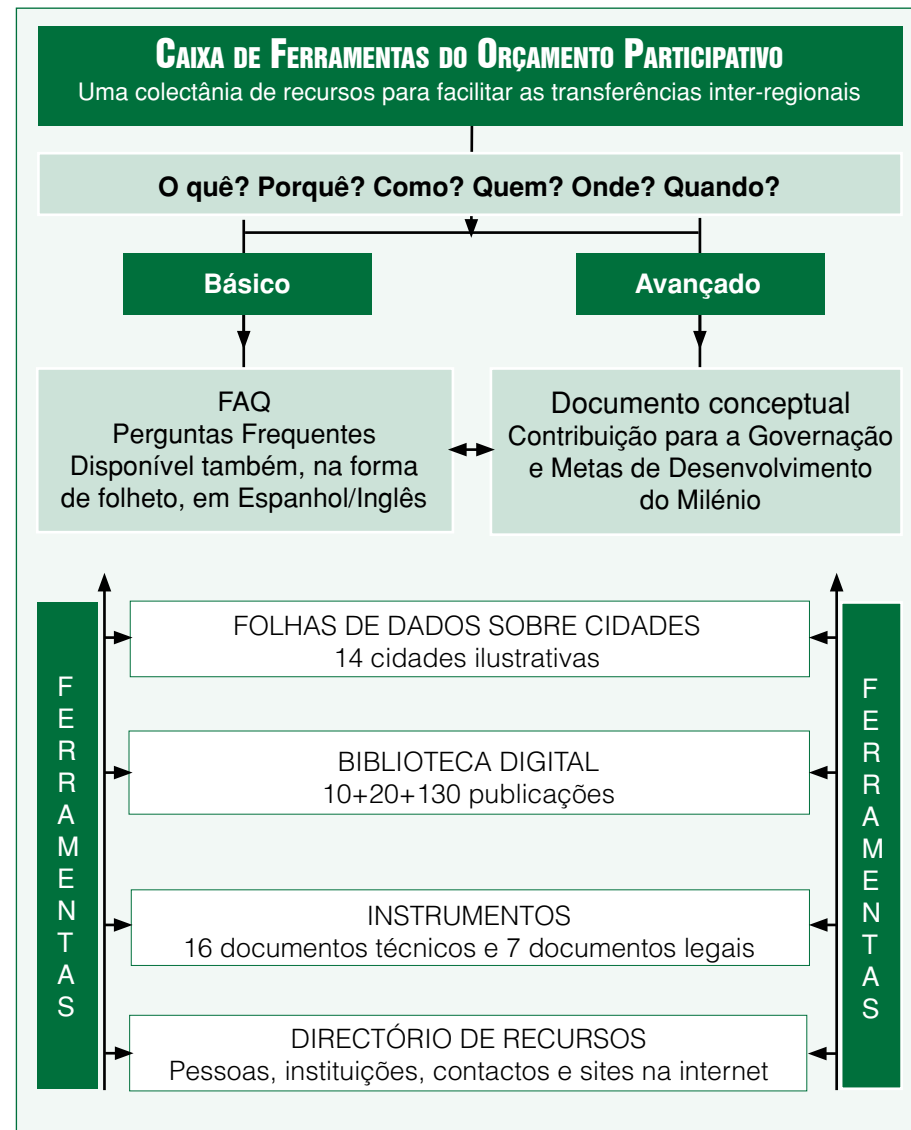 CAIXA DE FERRAMENTAS DO ORÇAMENTO PARTICIPATIVO
Uma colectânia de recursos para facilitar as transferências inter-regionais
O quê? Porquê? Como? Quem? Onde? Quando?
Básico
Avançado
FAQ
Perguntas Frequentes
Disponível também, na forma
de folheto, em Espanhol/Inglês
Documento conceptual
Contribuição para a Governação
e Metas de Desenvolvimento
do Milénio
FERRAMENTAS
FOLHAS DE DADOS SOBRE CIDADES
14 cidades ilustrativas
BIBLIOTECA DIGITAL
10+20+130 publicações
INSTRUMENTOS
16 documentos técnicos e 7 documentos legais
DIRECTÓRIO DE RECURSOS
Pessoas, instituições, contactos e sites na internet
FERRAMENTAS